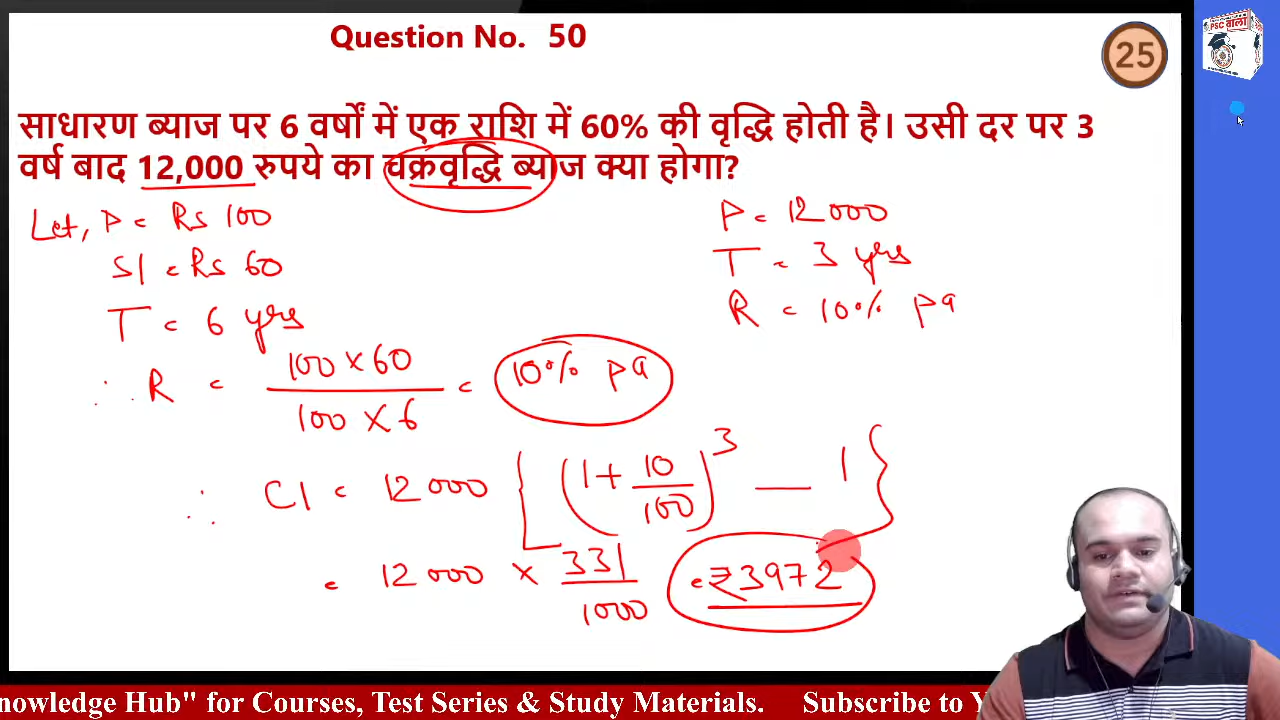 Question No. 50
25
PSC वाला
साधारण ब्याज पर 6 वर्षों में एक राशि में 60% की वृद्धि होती है। उसी दर पर 3
वर्ष बाद 12,000 रुपये का चक्रवृद्धि ब्याज क्या होगा?
Let, P = Rs 100
SI = Rs 60
T = 6 yrs
∴ R = 100 × 60 / 100 × 6 = 10% pa
P = 12000
T = 3 yrs
R = 10% pa
∴ CI = 12000 [ (1 + 10/100)^3 — 1 }
= 12000 × 331/1000 = ₹3972
nowledge Hub" for Courses, Test Series & Study Materials. Subscribe to Y